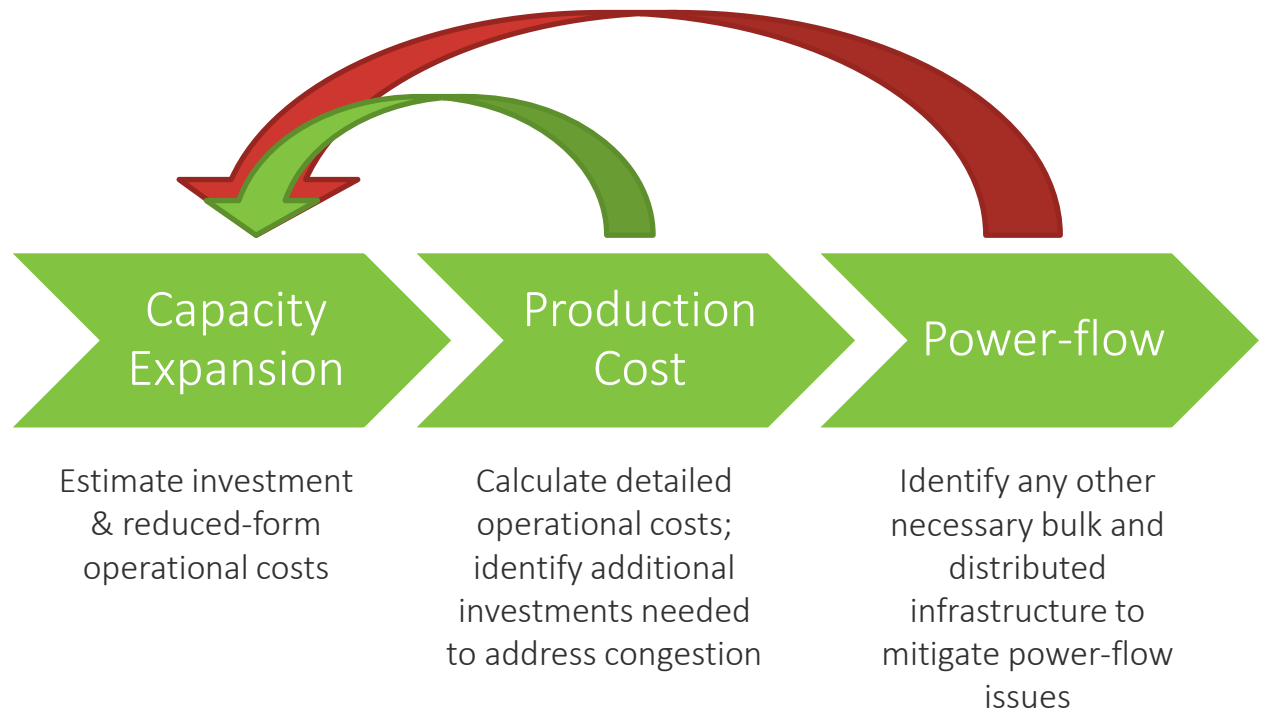 Capacity
Expansion
Production
Cost
Power-flow
Estimate investment
& reduced-form
operational costs
Calculate detailed
operational costs;
identify additional
investments needed
to address congestion
Identify any other
necessary bulk and
distributed
infrastructure to
mitigate power-flow
issues